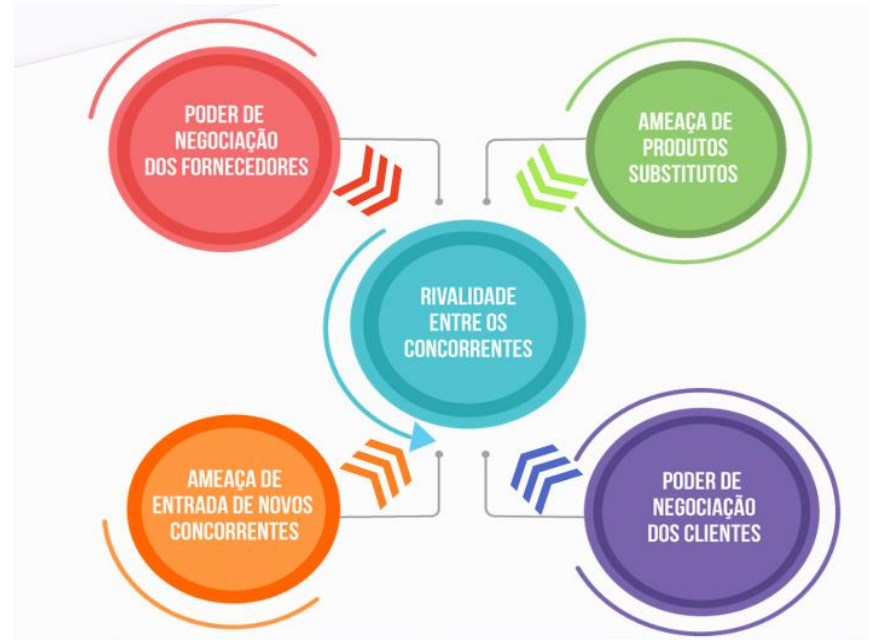 PODER DE
NEGOCIAÇÃO
DOS FORNECEDORES
AMEAÇA DE
PRODUTOS
SUBSTITUTOS
RIVALIDADE
ENTRE OS
CONCORRENTES
AMEAÇA DE
ENTRADA DE NOVOS
CONCORRENTES
PODER DE
NEGOCIAÇÃO
DOS CLIENTES